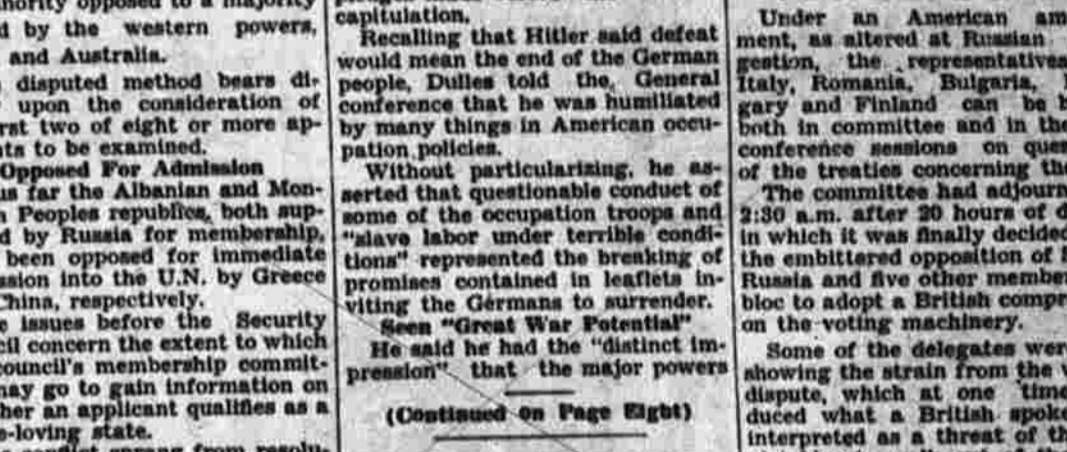 nority opposed to a majority
d by the western powers,
and Australia.
disputed method bears di-
upon the consideration of
rst two of eight or more ap-
nts to be examined.
Opposed For Admission
us far the Albanian and Mon-
n Peoples republics, both sup-
d by Russia for membership,
been opposed for immediate
ssion into the U.N. by Greece
China, respectively.
e issues before the Security
cil concern the extent to which
council's membership commit-
may go to gain information on
her an applicant qualifies as a
e-loving state.
conflict sprang from resolu-
capitulation.
Recalling that Hitler said defeat
would mean the end of the German
people, Dulles told the General
conference that he was humiliated
by many things in American occu-
pation policies.
Without particularizing, he as-
serted that questionable conduct of
some of the occupation troops and
"slave labor under terrible condi-
tions" represented the breaking of
promises contained in leaflets in-
viting the Germans to surrender.
Seen "Great War Potential"
He said he had the "distinct im-
pression" that the major powers
(Continued on Page Eight)
Under an American am
ment, as altered at Russian
gestion, the representatives
Italy, Romania, Bulgaria,
gary and Finland can be h
both in committee and in the
conference sessions on ques
of the treaties concerning the
The committee had adjourn
2:30 a.m. after 20 hours of d
in which it was finally decided
the embittered opposition of S
Russia and five other member
bloc to adopt a British compr
on the voting machinery.
Some of the delegates wer
showing the strain from the
dispute, which at one time
duced what a British spoke
interpreted as a threat of th